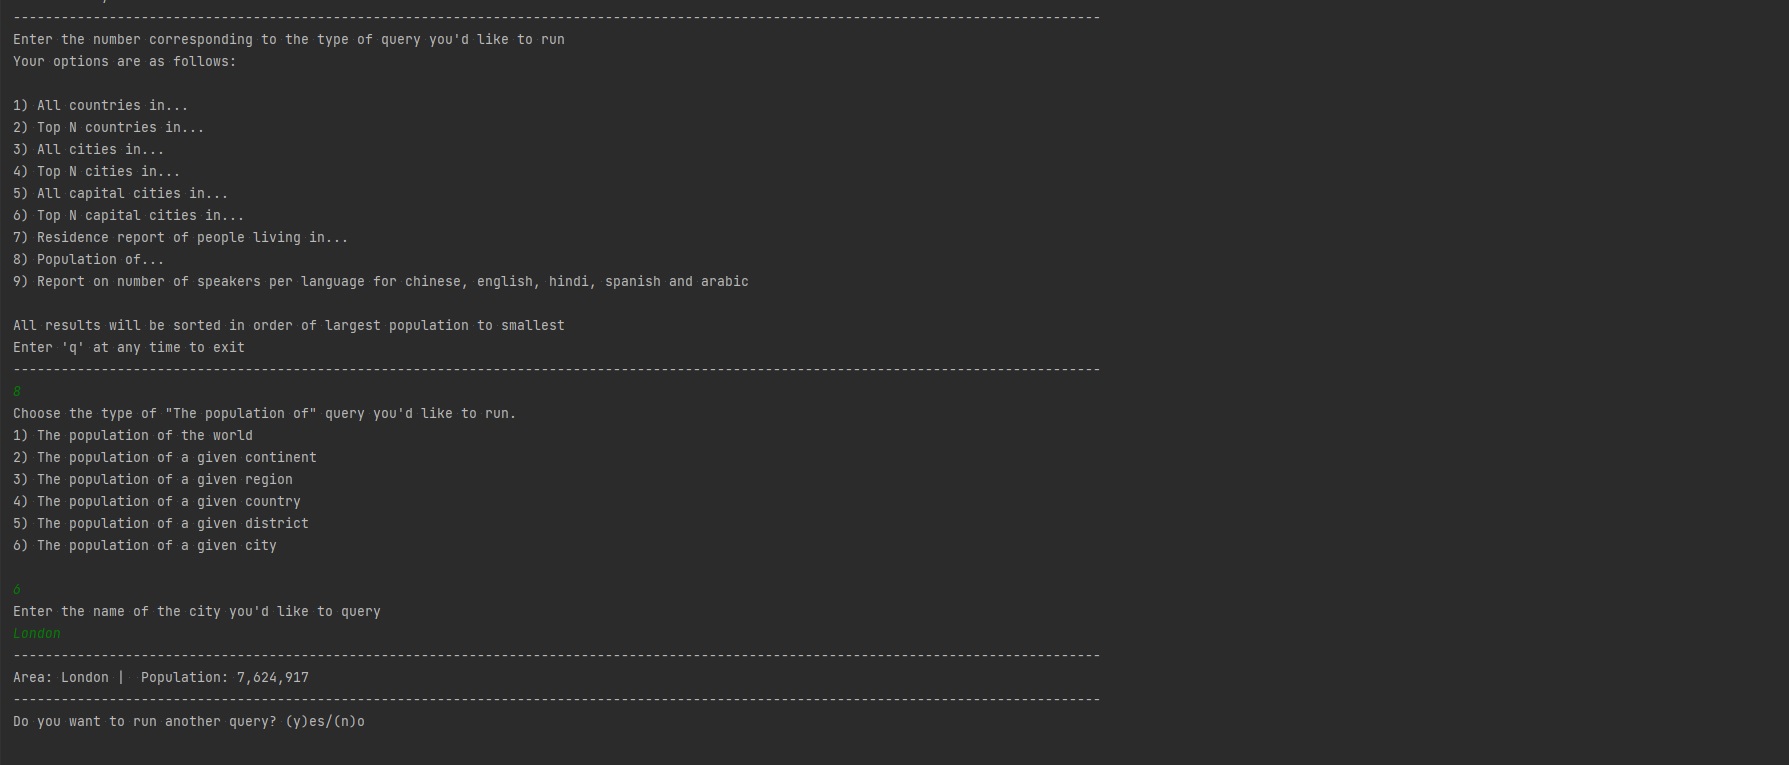 ---------------------------------------------------------------------------------------------------------------------------------------
Enter the number corresponding to the type of query you'd like to run
Your options are as follows:
1) All countries in...
2) Top N countries in...
3) All cities in...
4) Top N cities in...
5) All capital cities in...
6) Top N capital cities in...
7) Residence report of people living in...
8) Population of...
9) Report on number of speakers per language for chinese, english, hindi, spanish and arabic
All results will be sorted in order of largest population to smallest
Enter 'q' at any time to exit
---------------------------------------------------------------------------------------------------------------------------------------
8
Choose the type of "The population of" query you'd like to run.
1) The population of the world
2) The population of a given continent
3) The population of a given region
4) The population of a given country
5) The population of a given district
6) The population of a given city
6
Enter the name of the city you'd like to query
London
---------------------------------------------------------------------------------------------------------------------------------------
Area: London |  Population: 7,624,917
---------------------------------------------------------------------------------------------------------------------------------------
Do you want to run another query? (y)es/(n)o